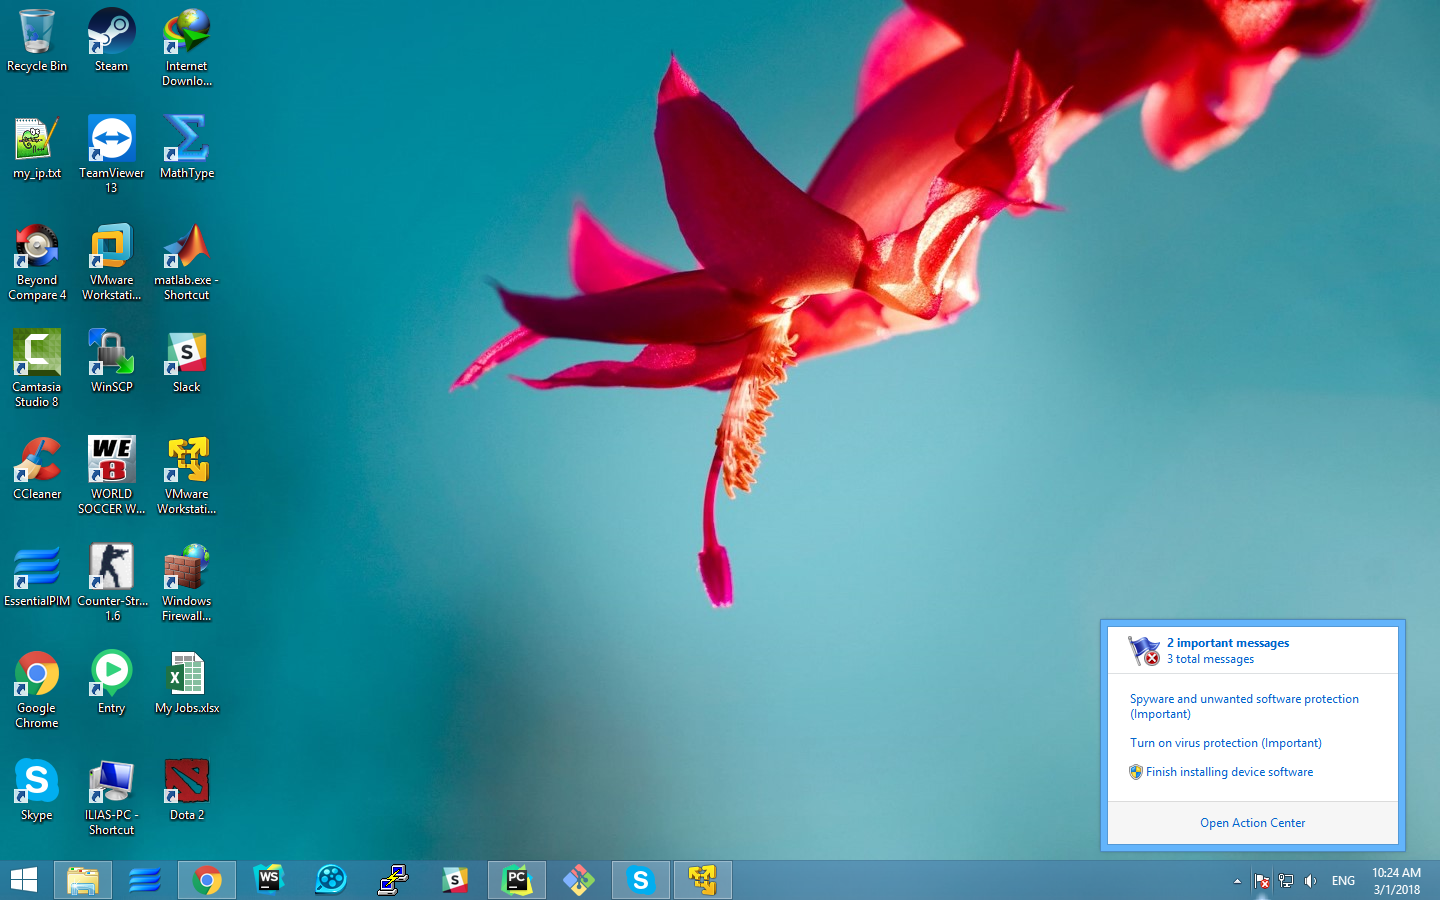 Recycle Bin
Steam
Internet
Downlo...
my_ip.txt
TeamViewer
13
MathType
Beyond
Compare 4
VMware
Workstati...
matlab.exe -
Shortcut
Camtasia
Studio 8
WinSCP
S
Slack
CCleaner
WE
8
WORLD
SOCCER W...
VMware
Workstati...
EssentialPIM
Counter-Str...
1.6
Windows
Firewall...
Google
Chrome
Entry
My Jobs.xlsx
Skype
ILIAS-PC -
Shortcut
Dota 2
2 important messages
3 total messages
Spyware and unwanted software protection
(Important)
Turn on virus protection (Important)
Finish installing device software
Open Action Center
WS
S
PC
S
ENG
10:24 AM
3/1/2018